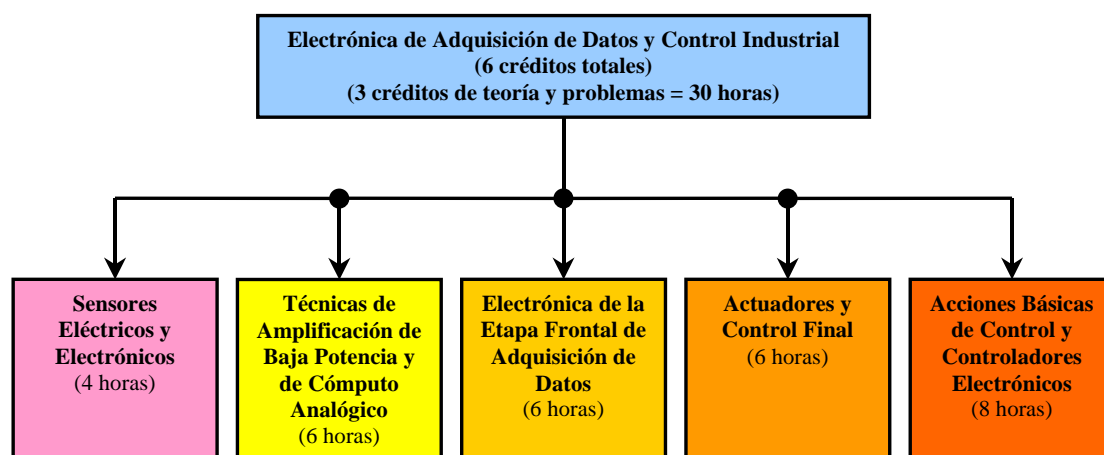 Electrónica de Adquisición de Datos y Control Industrial
(6 créditos totales)
(3 créditos de teoría y problemas = 30 horas)
Sensores
Eléctricos y
Electrónicos
(4 horas)
Técnicas de
Amplificación de
Baja Potencia y
de Cómputo
Analógico
(6 horas)
Electrónica de la
Etapa Frontal de
Adquisición de
Datos
(6 horas)
Actuadores y
Control Final
(6 horas)
Acciones Básicas
de Control y
Controladores
Electrónicos
(8 horas)